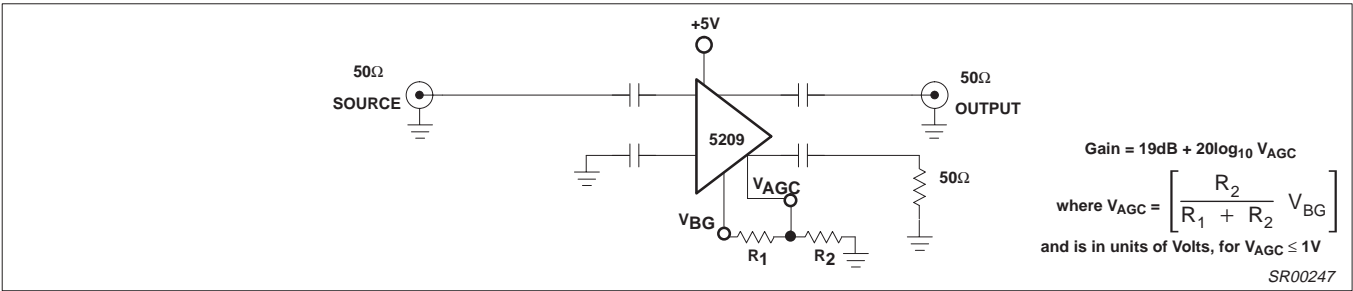 +5V
50Ω
SOURCE
50Ω
OUTPUT
5209
50Ω
VAGC
VBG
R1
R2
Gain = 19dB + 20log10 VAGC
where VAGC = [R2 / (R1 + R2) VBG]
and is in units of Volts, for VAGC ≤ 1V
SR00247